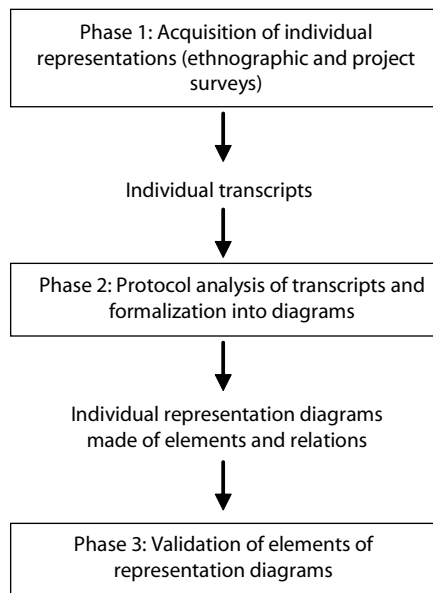 Phase 1: Acquisition of individual
representations (ethnographic and project
surveys)
Individual transcripts
Phase 2: Protocol analysis of transcripts and
formalization into diagrams
Individual representation diagrams
made of elements and relations
Phase 3: Validation of elements of
representation diagrams